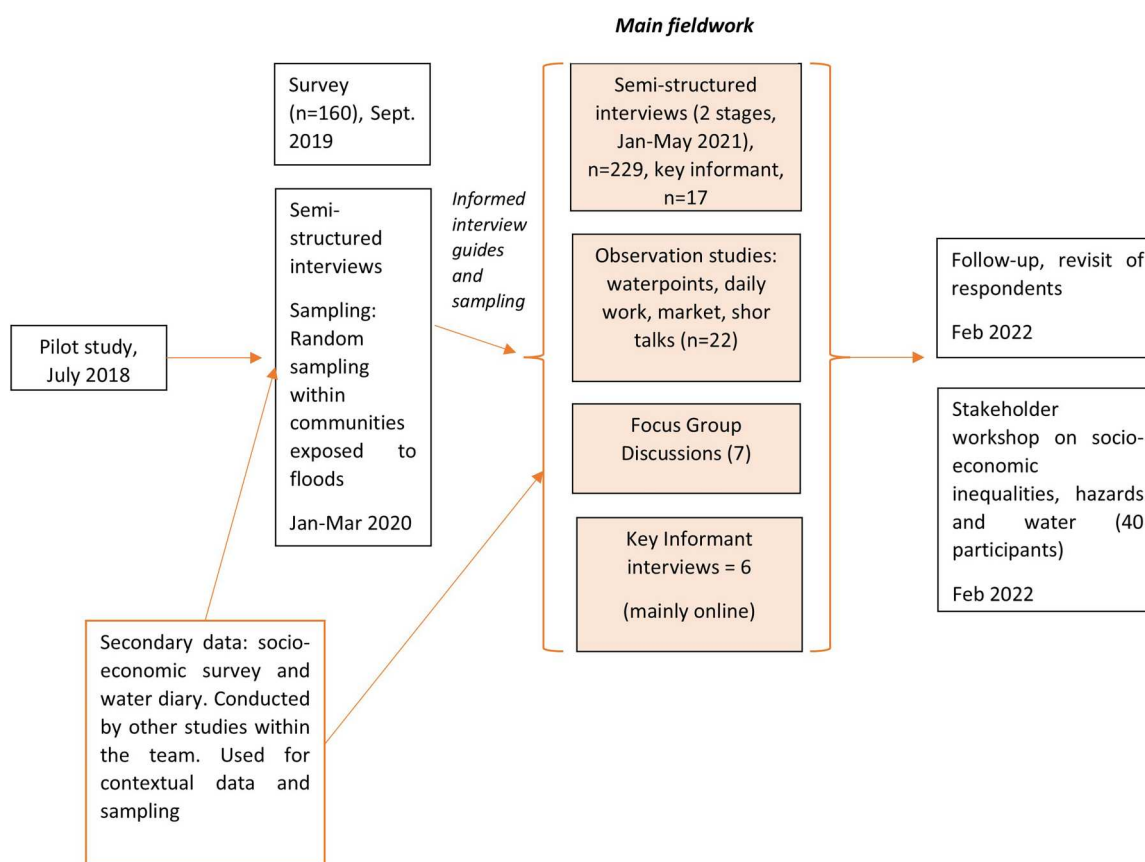 Main fieldwork
Survey
(n=160), Sept.
2019
Semi-
structured
interviews
Sampling:
Random
sampling
within
communities
exposed to
floods
Jan-Mar 2020
Informed
interview
guides
and
sampling
Pilot study,
July 2018
Secondary data: socio-
economic survey and
water diary. Conducted
by other studies within
the team. Used for
contextual data and
sampling
Semi-structured
interviews (2 stages,
Jan-May 2021),
n=229, key informant,
n=17
Observation studies:
waterpoints, daily
work, market, shor
talks (n=22)
Focus Group
Discussions (7)
Key Informant
interviews = 6
(mainly online)
Follow-up, revisit of
respondents
Feb 2022
Stakeholder
workshop on socio-
economic
inequalities, hazards
and water (40
participants)
Feb 2022